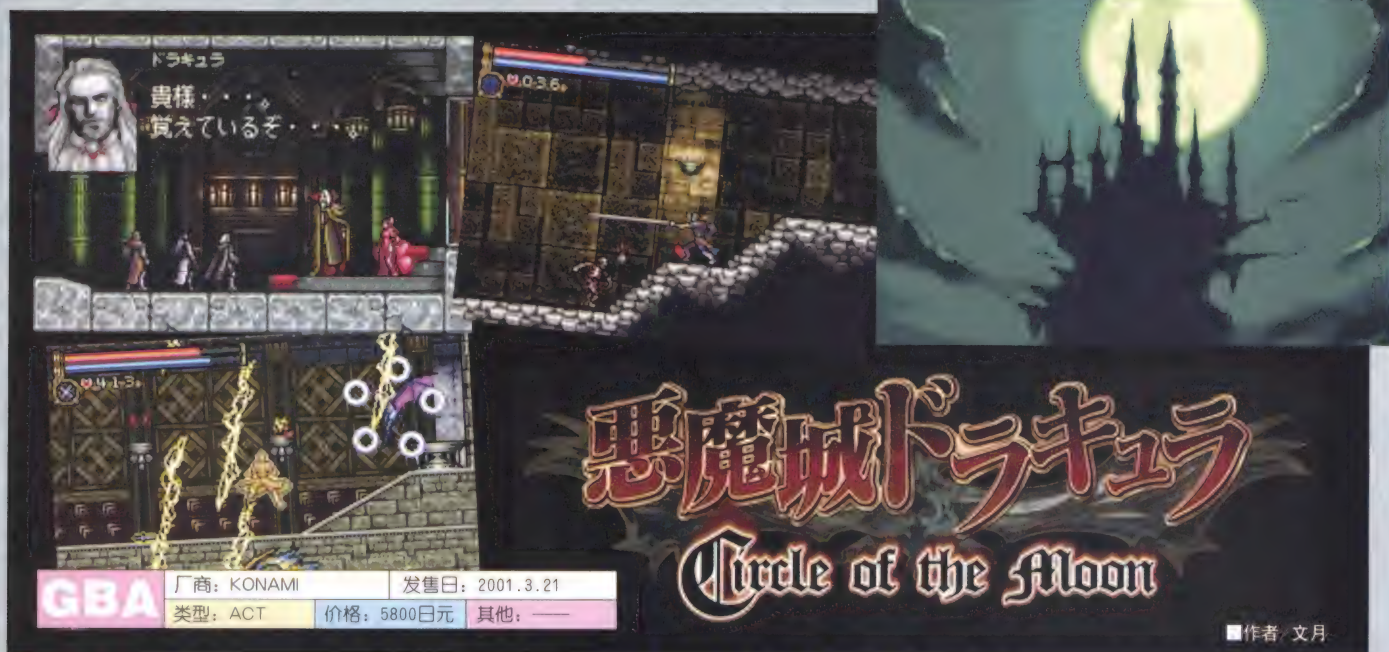 ドラキュラ
貴様・・・。
覚えているぞ・・・。
036
413
悪魔城ドラキュラ
Circle of the Moon
GBA
厂商：KONAMI
发售日：2001.3.21
类型：ACT
价格：5800日元
其他：——
■作者 文月